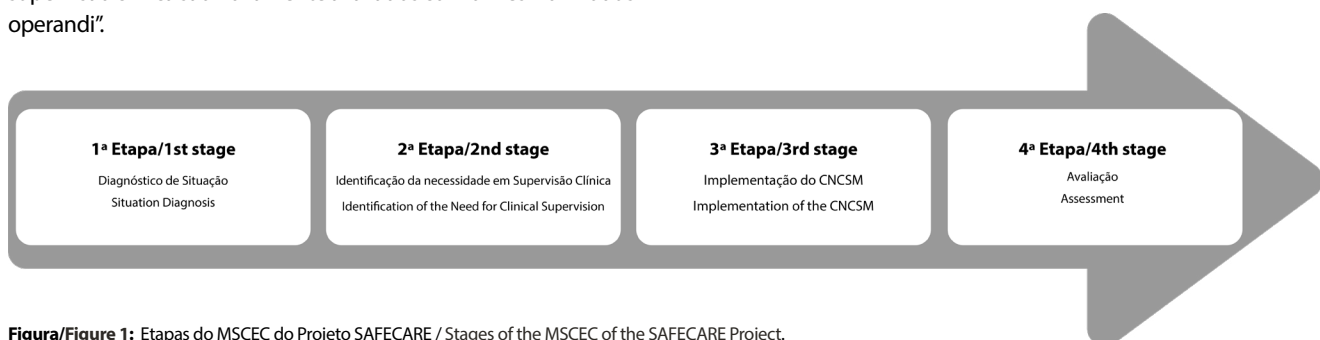 operandi”.
1ª Etapa/1st stage
Diagnóstico de Situação
Situation Diagnosis
2ª Etapa/2nd stage
Identificação da necessidade em Supervisão Clínica
Identification of the Need for Clinical Supervision
3ª Etapa/3rd stage
Implementação do CNCSM
Implementation of the CNCSM
4ª Etapa/4th stage
Avaliação
Assessment
Figura/Figure 1: Etapas do MSCEC do Projeto SAFECARE / Stages of the MSCEC of the SAFECARE Project.